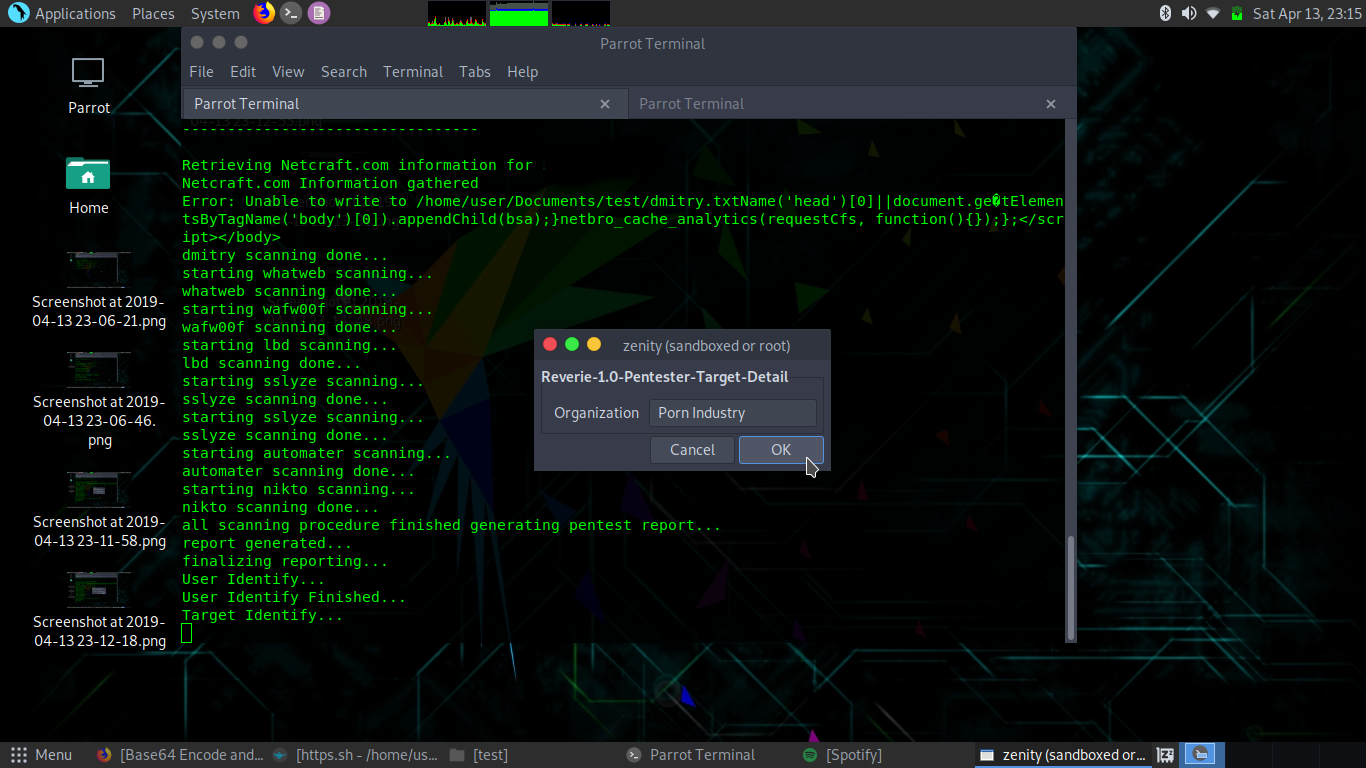 Applications Places System
Sat Apr 13, 23:15
Parrot Terminal
File Edit View Search Terminal Tabs Help
Parrot Terminal
Parrot Terminal
--------------------------------
Retrieving Netcraft.com information for
Netcraft.com Information gathered
Error: Unable to write to /home/user/Documents/test/dmitry.txtName('head')[0]||document.ge�tElemen
tsByTagName('body')[0]).appendChild(bsa);}netbro_cache_analytics(requestCfs, function(){});};</scr
ipt></body>
dmitry scanning done...
starting whatweb scanning...
whatweb scanning done...
starting wafw00f scanning...
wafw00f scanning done...
starting lbd scanning...
lbd scanning done...
starting sslyze scanning...
sslyze scanning done...
starting sslyze scanning...
sslyze scanning done...
starting automater scanning...
automater scanning done...
starting nikto scanning...
nikto scanning done...
all scanning procedure finished generating pentest report...
report generated...
finalizing reporting...
User Identify...
User Identify Finished...
Target Identify...
zenity (sandboxed or root)
Reverie-1.0-Pentester-Target-Detail
Organization Porn Industry
Cancel OK
Parrot
Home
Screenshot at 2019-
04-13 23-06-21.png
Screenshot at 2019-
04-13 23-06-46.
png
Screenshot at 2019-
04-13 23-11-58.png
Screenshot at 2019-
04-13 23-12-18.png
Menu [Base64 Encode and... [https.sh - /home/us... [test] Parrot Terminal [Spotify] zenity (sandboxed or...